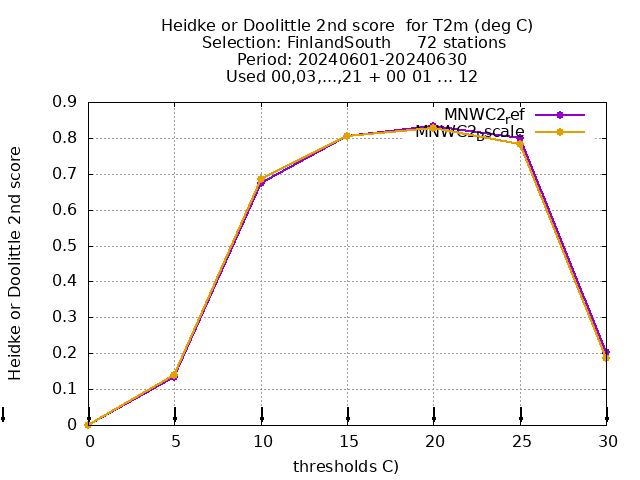 Heidke or Doolittle 2nd score  for T2m (deg C)
Selection: FinlandSouth     72 stations
Period: 20240601-20240630
Used 00,03,...,21 + 00 01 ... 12
MNWC2_ref
MNWC2_bscale
Heidke or Doolittle 2nd score
0.9
0.8
0.7
0.6
0.5
0.4
0.3
0.2
0.1
0
0 5 10 15 20 25 30
thresholds C)